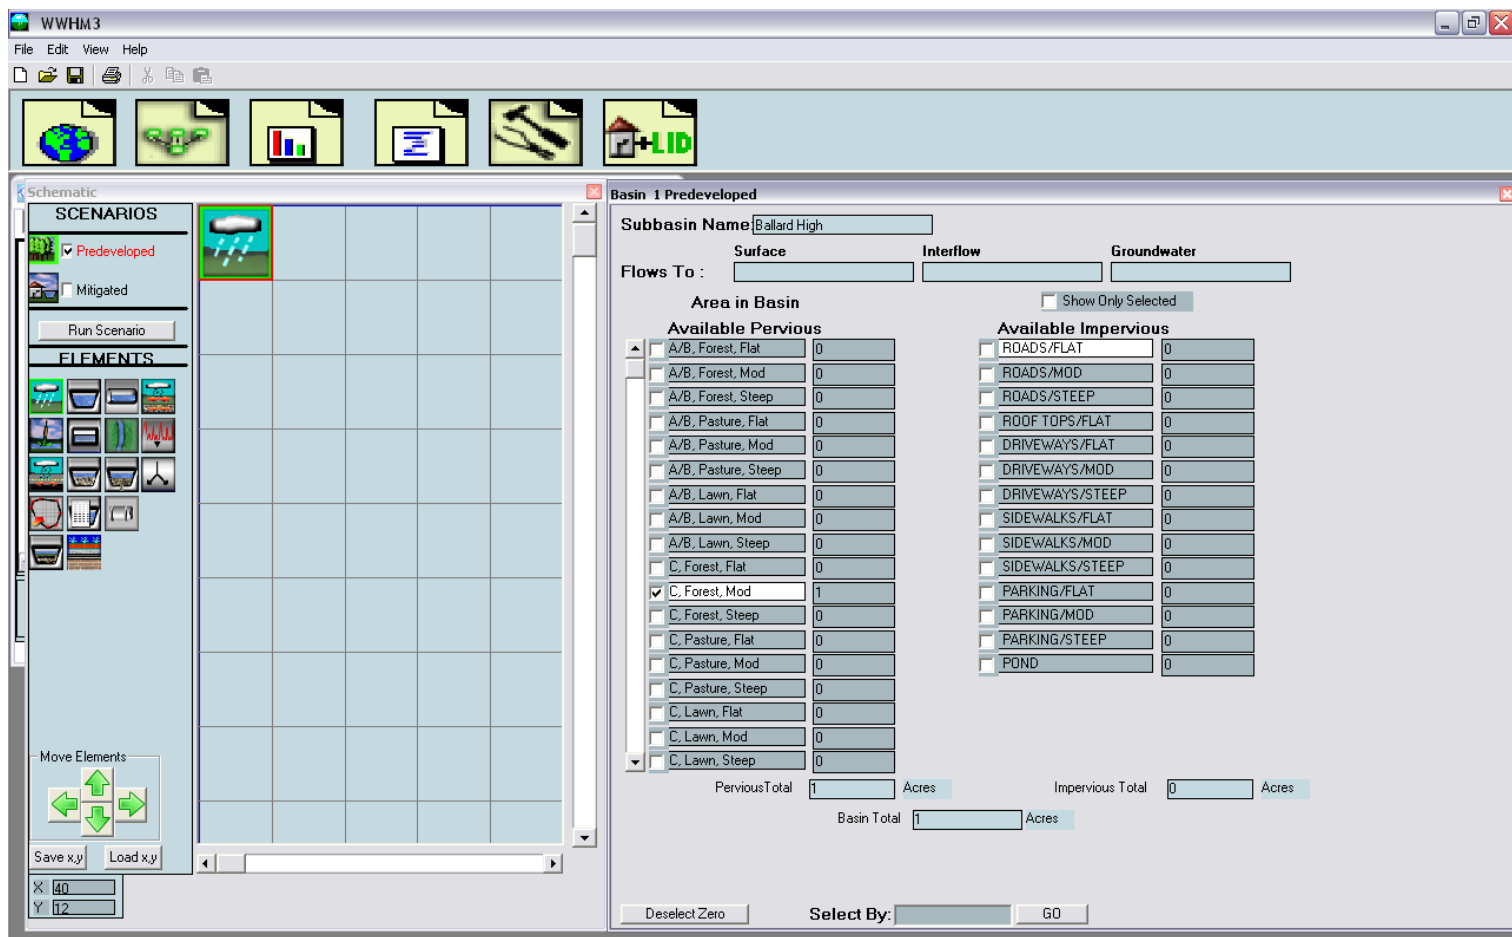 WWHM3
File Edit View Help
+LID
Schematic
SCENARIOS
Predeveloped
Mitigated
Run Scenario
ELEMENTS
Move Elements
Save x,y Load x,y
X 40
Y 12
Basin 1 Predeveloped
Subbasin Name: Ballard High
Surface Interflow Groundwater
Flows To :
Area in Basin Show Only Selected
Available Pervious Available Impervious
A/B, Forest, Flat 0 ROADS/FLAT 0
A/B, Forest, Mod 0 ROADS/MOD 0
A/B, Forest, Steep 0 ROADS/STEEP 0
A/B, Pasture, Flat 0 ROOF TOPS/FLAT 0
A/B, Pasture, Mod 0 DRIVEWAYS/FLAT 0
A/B, Pasture, Steep 0 DRIVEWAYS/MOD 0
A/B, Lawn, Flat 0 DRIVEWAYS/STEEP 0
A/B, Lawn, Mod 0 SIDEWALKS/FLAT 0
A/B, Lawn, Steep 0 SIDEWALKS/MOD 0
C, Forest, Flat 0 SIDEWALKS/STEEP 0
C, Forest, Mod 1 PARKING/FLAT 0
C, Forest, Steep 0 PARKING/MOD 0
C, Pasture, Flat 0 PARKING/STEEP 0
C, Pasture, Mod 0 POND 0
C, Pasture, Steep 0
C, Lawn, Flat 0
C, Lawn, Mod 0
C, Lawn, Steep 0
PerviousTotal 1 Acres Impervious Total 0 Acres
Basin Total 1 Acres
Deselect Zero Select By: GO